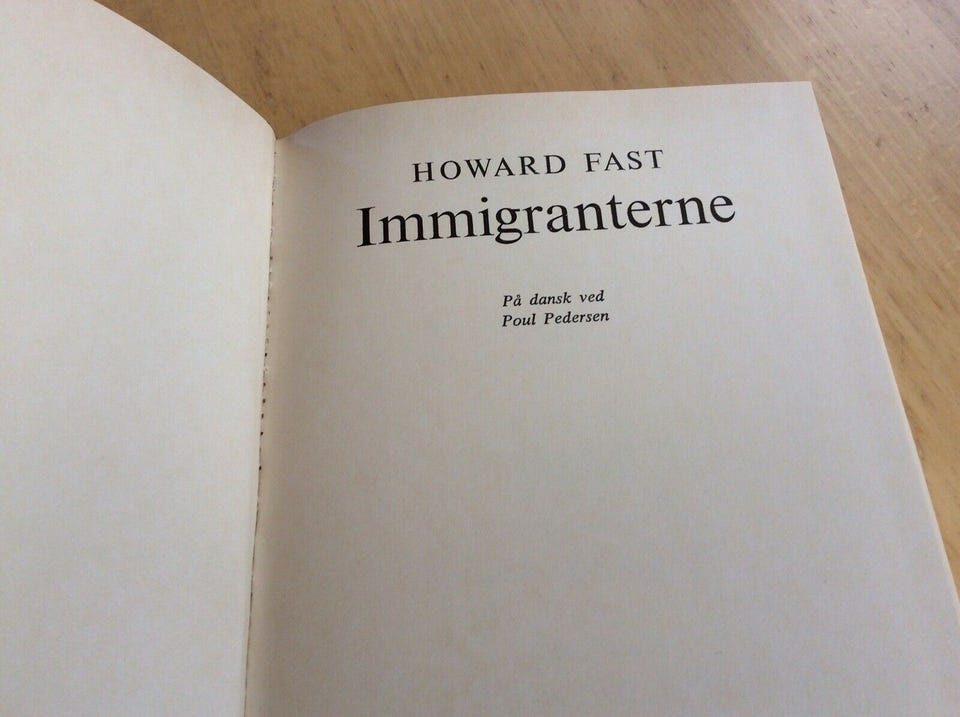 HOWARD FAST
Immigranterne
På dansk ved
Poul Pedersen